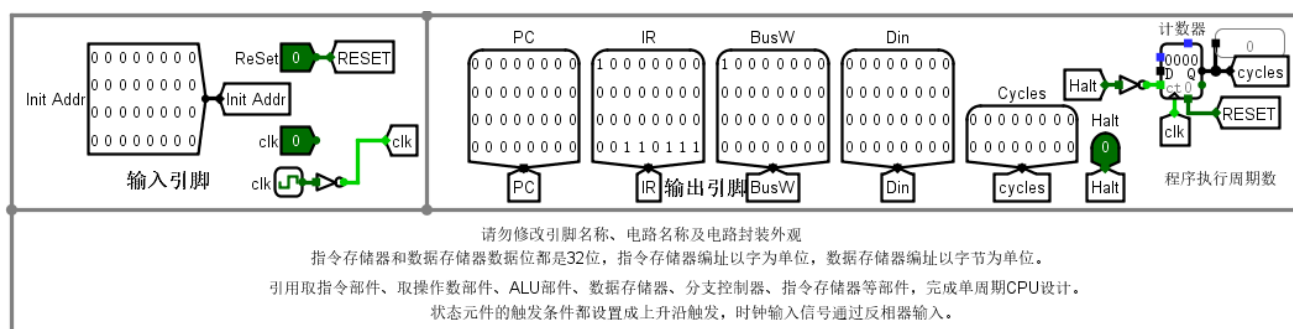 计数器
PC IR BusW Din
0
0 0 0 0 0 0 0 0
0 0 0 0 0 0 0 0
0 0 0 0 0 0 0 0
0 0 0 0 0 0 0 0
Init Addr
Init Addr
ReSet 0 RESET
clk 0
clk
clk
输入引脚
0 0 0 0 0 0 0 0
0 0 0 0 0 0 0 0
0 0 0 0 0 0 0 0
0 0 0 0 0 0 0 0
PC
1 0 0 0 0 0 0 0
0 0 0 0 0 0 0 0
0 0 0 0 0 0 0 0
0 0 1 1 0 1 1 1
IR
1 0 0 0 0 0 0 0
0 0 0 0 0 0 0 0
0 0 0 0 0 0 0 0
0 0 0 0 0 0 0 0
BusW
0 0 0 0 0 0 0 0
0 0 0 0 0 0 0 0
0 0 0 0 0 0 0 0
0 0 0 0 0 0 0 0
Din
输出引脚
Cycles
0 0 0 0 0 0 0 0
0 0 0 0 0 0 0 0
cycles
Halt
0
Halt
Halt
0000
D Q
ct 0
cycles
RESET
clk
程序执行周期数
请勿修改引脚名称、电路名称及电路封装外观
指令存储器和数据存储器数据位都是32位，指令存储器编址以字为单位，数据存储器编址以字节为单位。
引用取指令部件、取操作数部件、ALU部件、数据存储器、分支控制器、指令存储器等部件，完成单周期CPU设计。
状态元件的触发条件都设置成上升沿触发，时钟输入信号通过反相器输入。